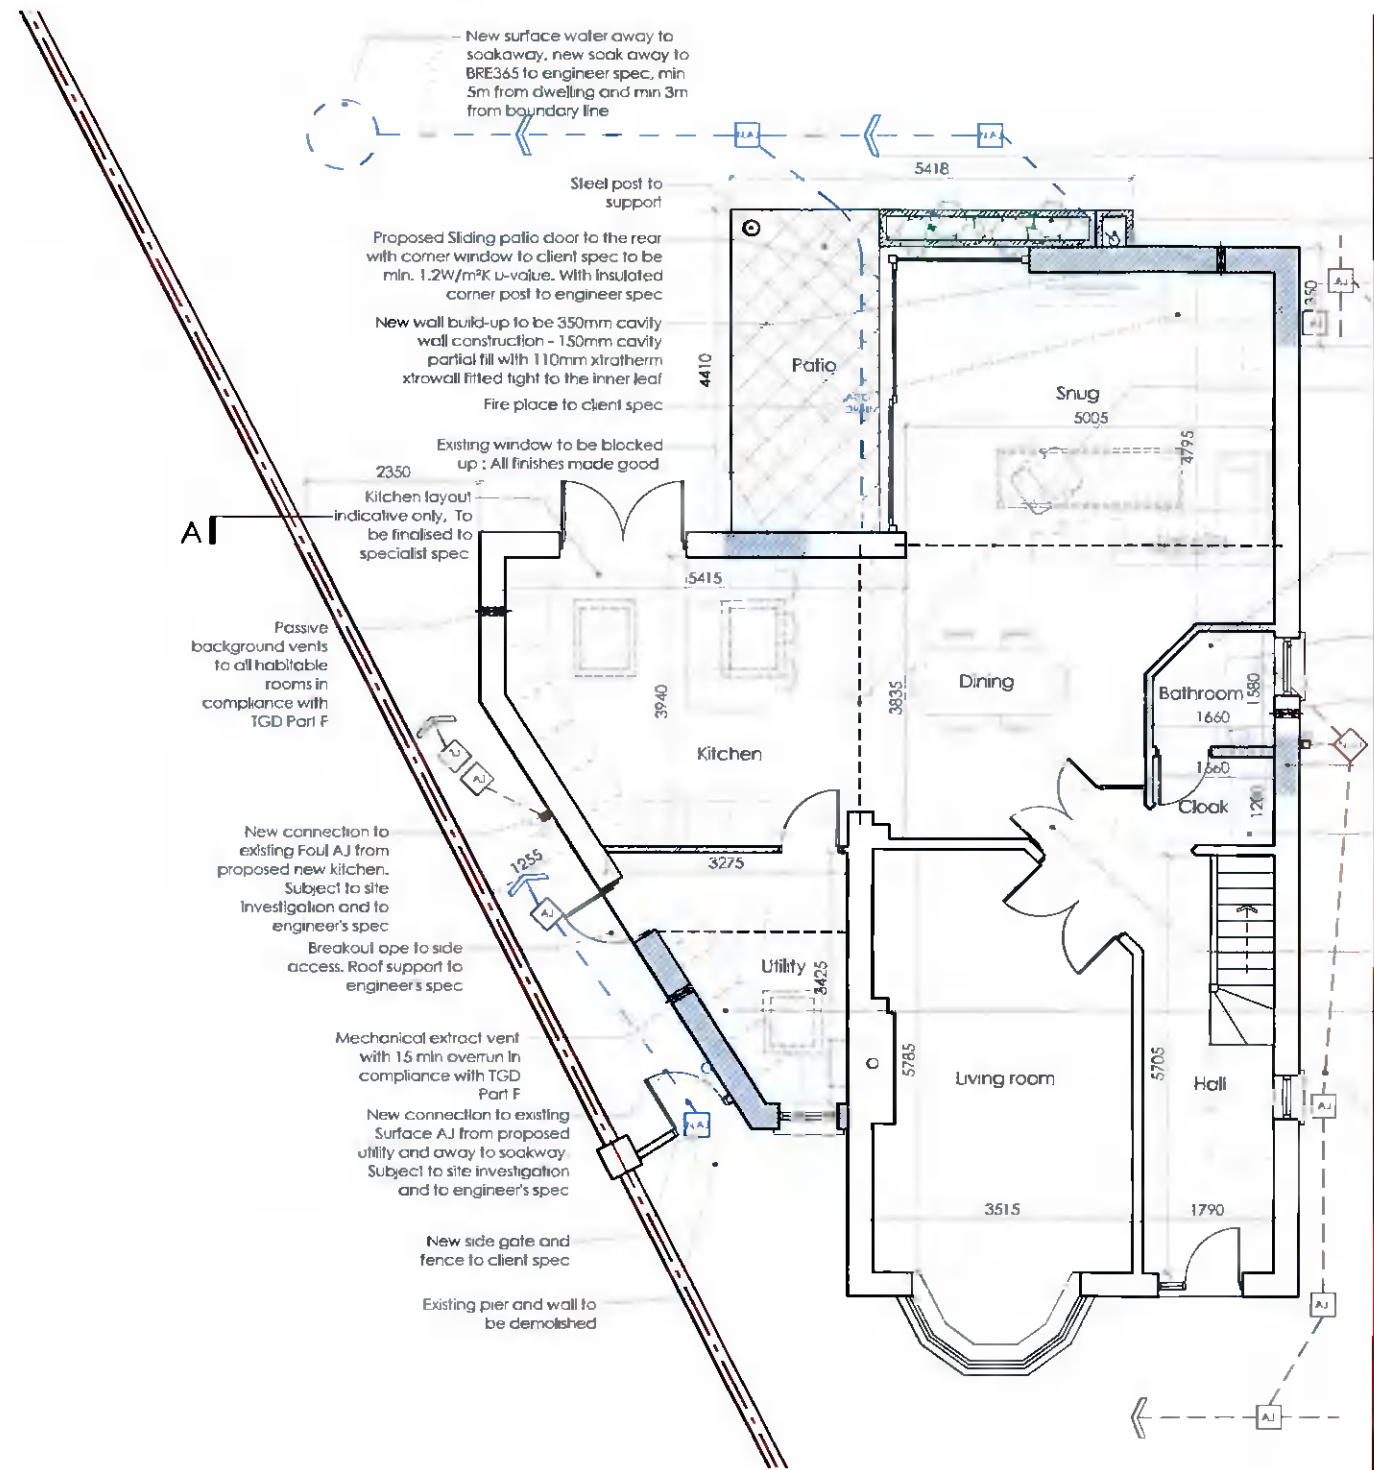 New surface water away to
soakaway, new soak away to
BRE365 to engineer spec, min
5m from dwelling and min 3m
from boundary line
N.AJ
N.AJ
5418
Steel post to
support
Proposed Sliding patio door to the rear
with corner window to client spec to be
min. 1.2W/m²K u-value. With insulated
corner post to engineer spec
New wall build-up to be 350mm cavity
wall construction - 150mm cavity
partial fill with 110mm xtratherm
xtrowall fitted tight to the inner leaf
Fire place to client spec
Existing window to be blocked
up ; All finishes made good
4410
Patio
Snug
5005
4795
350
AJ
2350
Kitchen layout
indicative only, To
be finalised to
specialist spec
A
5415
Passive
background vents
to all habitable
rooms in
compliance with
TGD Part F
3940
Kitchen
3835
Dining
Bathroom
1580
1660
1660
Cloak
1200
AJ
New connection to
existing Foul AJ from
proposed new kitchen.
Subject to site
investigation and to
engineer's spec
1255
3275
AJ
Breakout ope to side
access. Roof support to
engineer's spec
Utility
3425
Mechanical extract vent
with 15 min overrun in
compliance with TGD
Part F
5785
Living room
5705
Hall
AJ
New connection to existing
Surface AJ from proposed
utility and away to soakway.
Subject to site investigation
and to engineer's spec
N.AJ
3515
1790
New side gate and
fence to client spec
Existing pier and wall to
be demolished
AJ
AJ